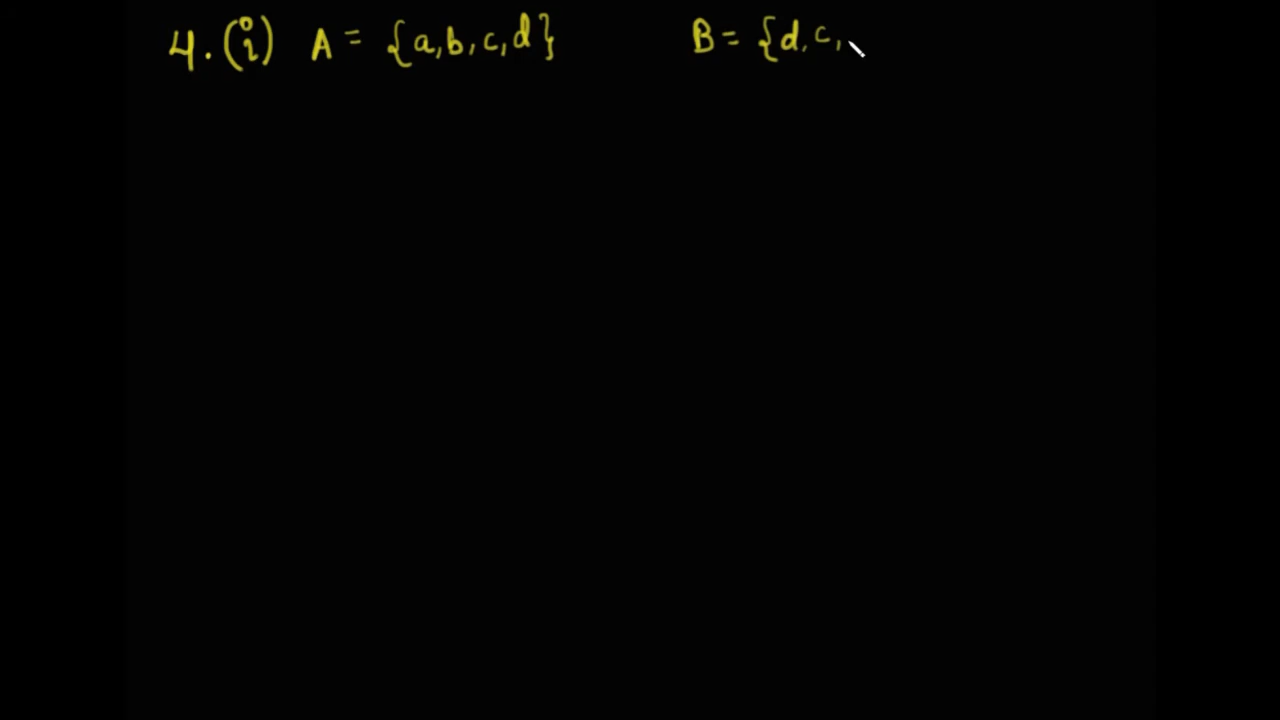 4. (i) A = {a, b, c, d} B = {d, c,